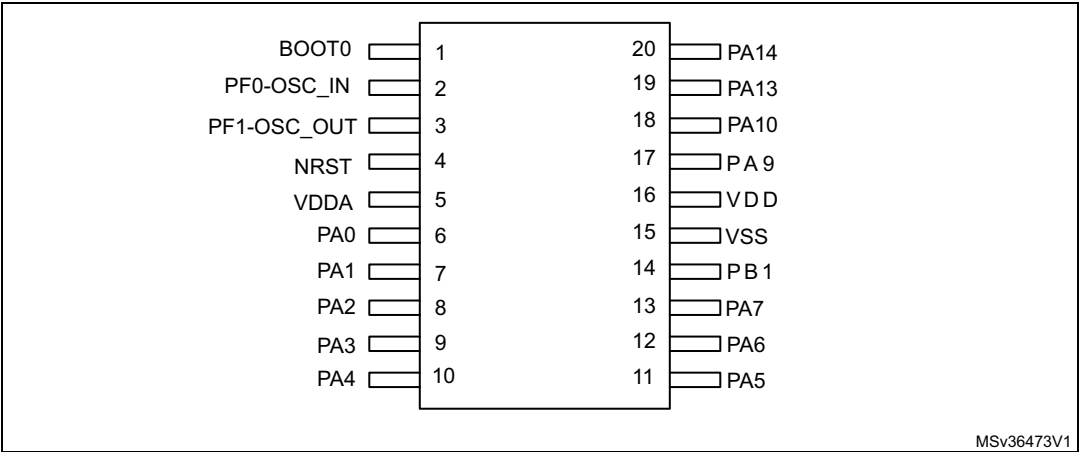 BOOT0 1 20 PA14
PF0-OSC_IN 2 19 PA13
PF1-OSC_OUT 3 18 PA10
NRST 4 17 PA9
VDDA 5 16 VDD
PA0 6 15 VSS
PA1 7 14 PB1
PA2 8 13 PA7
PA3 9 12 PA6
PA4 10 11 PA5
MSv36473V1